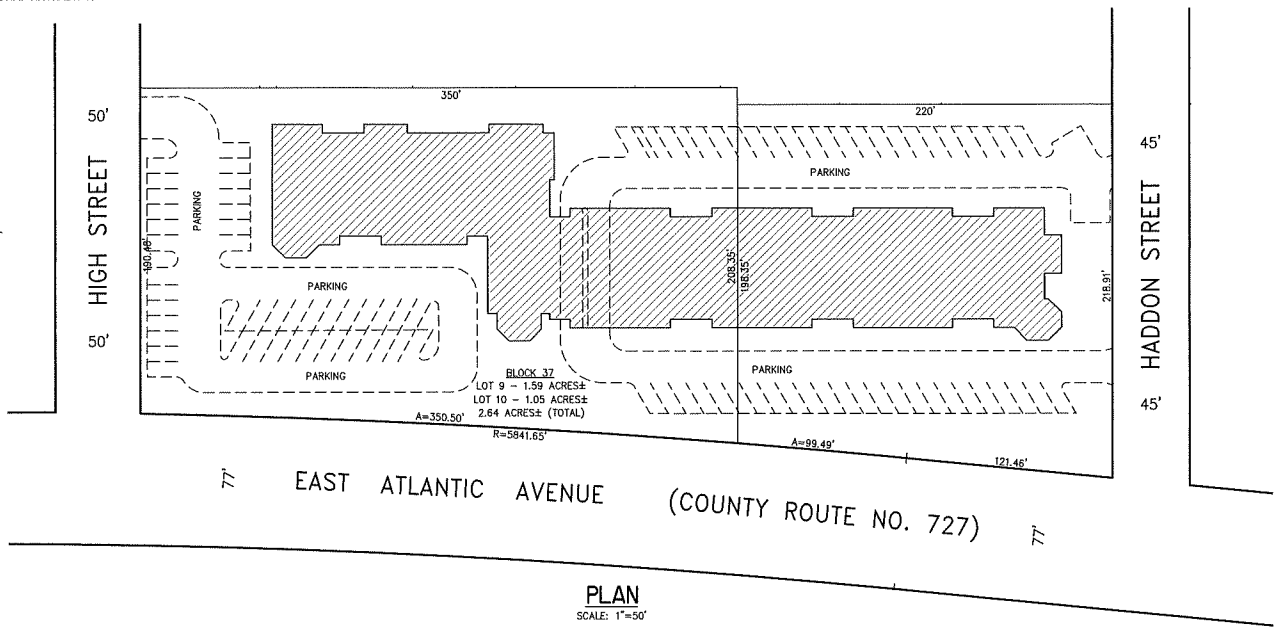 350'
220'
50'
45'
PARKING
PARKING
HIGH STREET
HADDON STREET
190.48'
208.35'
198.35'
218.91'
PARKING
50'
45'
PARKING
PARKING
BLOCK 37
LOT 9 - 1.59 ACRES±
LOT 10 - 1.05 ACRES±
2.64 ACRES± (TOTAL)
A=350.50'
R=5841.65'
A=99.49'
121.46'
77'
EAST ATLANTIC AVENUE (COUNTY ROUTE NO. 727)
77'
PLAN
SCALE: 1"=50'